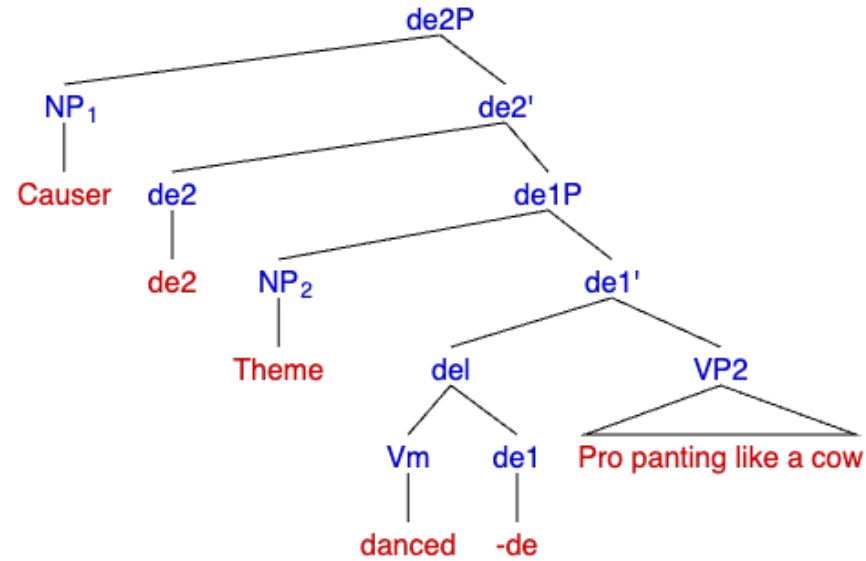 de2P
NP₁ de2'
Causer de2 de1P
de2 NP₂ de1'
Theme del VP2
Vm de1 Pro panting like a cow
danced -de